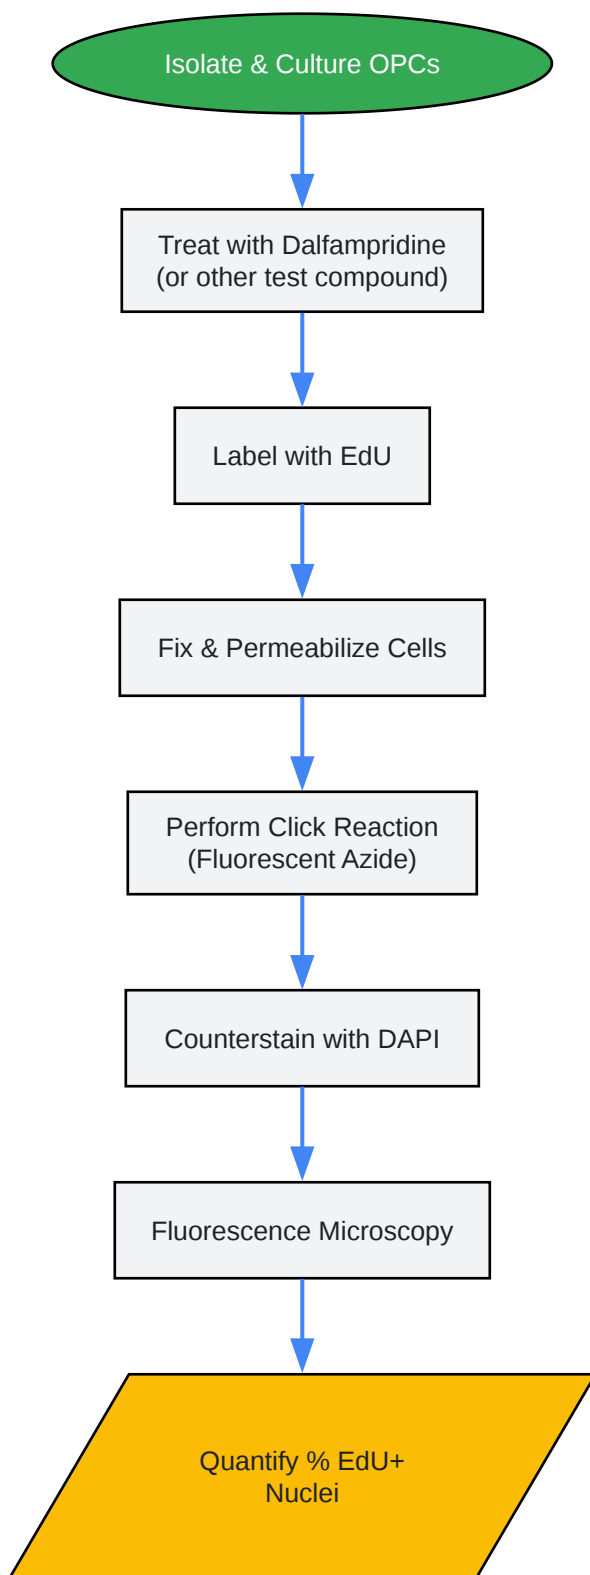 Isolate & Culture OPCs
Treat with Dalfampridine
(or other test compound)
Label with EdU
Fix & Permeabilize Cells
Perform Click Reaction
(Fluorescent Azide)
Counterstain with DAPI
Fluorescence Microscopy
Quantify % EdU+
Nuclei